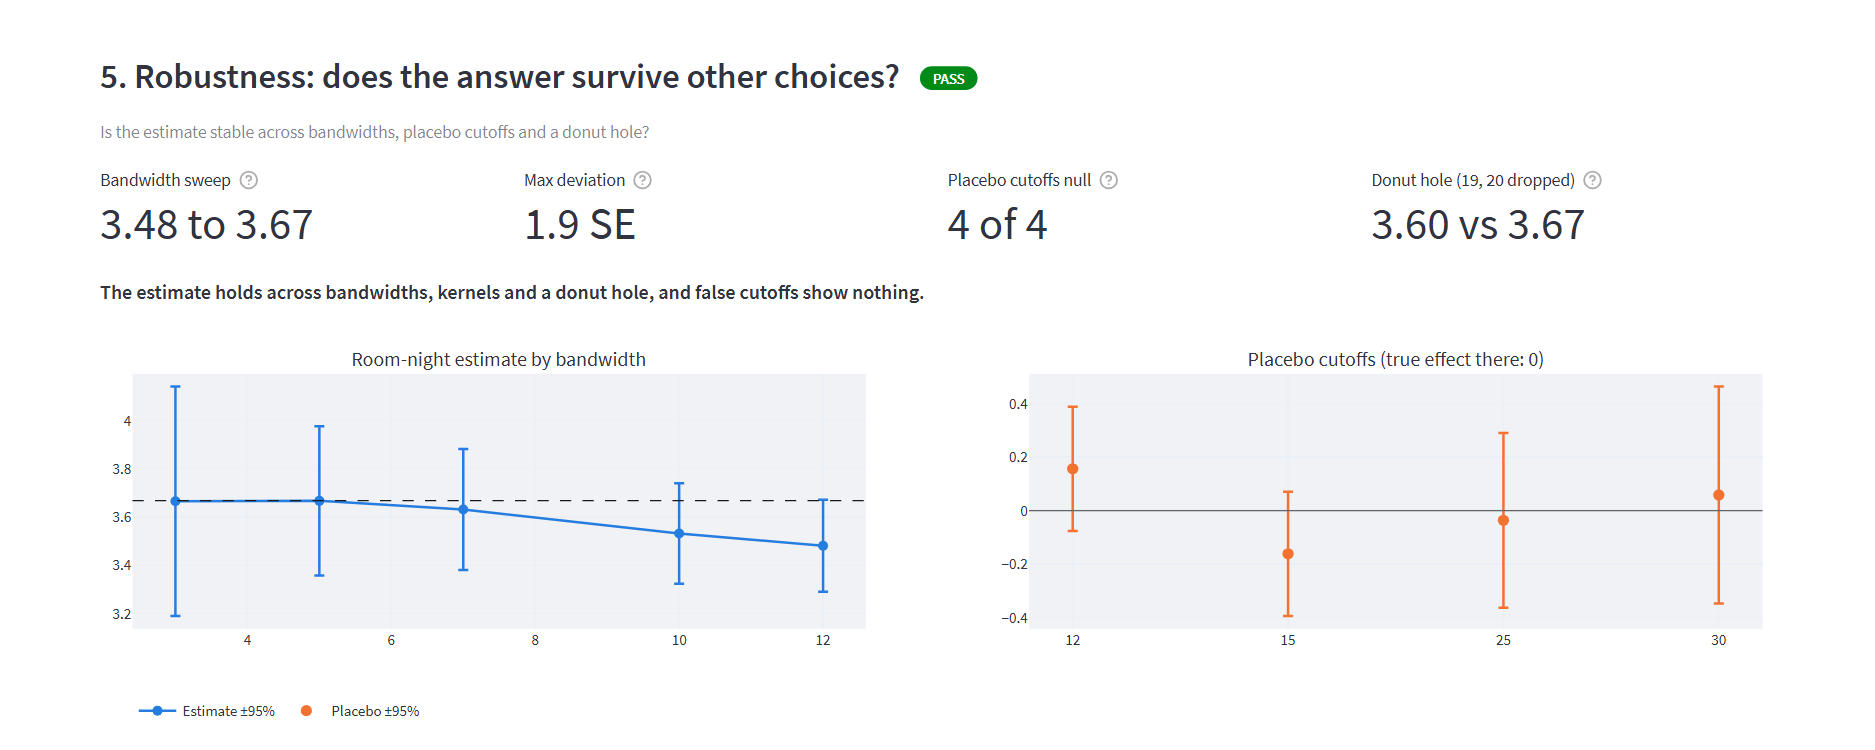 5. Robustness: does the answer survive other choices? PASS
Is the estimate stable across bandwidths, placebo cutoffs and a donut hole?
Bandwidth sweep ?
3.48 to 3.67
Max deviation ?
1.9 SE
Placebo cutoffs null ?
4 of 4
Donut hole (19, 20 dropped) ?
3.60 vs 3.67
The estimate holds across bandwidths, kernels and a donut hole, and false cutoffs show nothing.
Room-night estimate by bandwidth
4
3.8
3.6
3.4
3.2
4 6 8 10 12
Placebo cutoffs (true effect there: 0)
0.4
0.2
0
−0.2
−0.4
12 15 25 30
Estimate ±95% Placebo ±95%